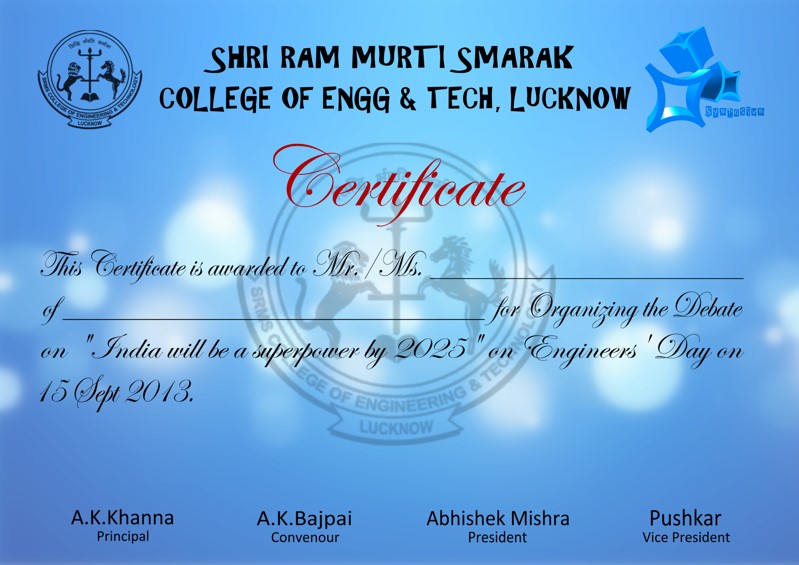 SHRI RAM MURTI SMARAK
COLLEGE OF ENGG & TECH, LUCKNOW
SRMS COLLEGE OF ENGINEERING & TECHNOLOGY
LUCKNOW
Symposium
Certificate
This Certificate is awarded to Mr. / Ms. ____________________
of ____________________ for Organizing the Debate
on "India will be a superpower by 2025" on Engineers' Day on
15 Sept 2013.
SRMS COLLEGE OF ENGINEERING & TECHNOLOGY
LUCKNOW
A.K.Khanna
Principal
A.K.Bajpai
Convenour
Abhishek Mishra
President
Pushkar
Vice President